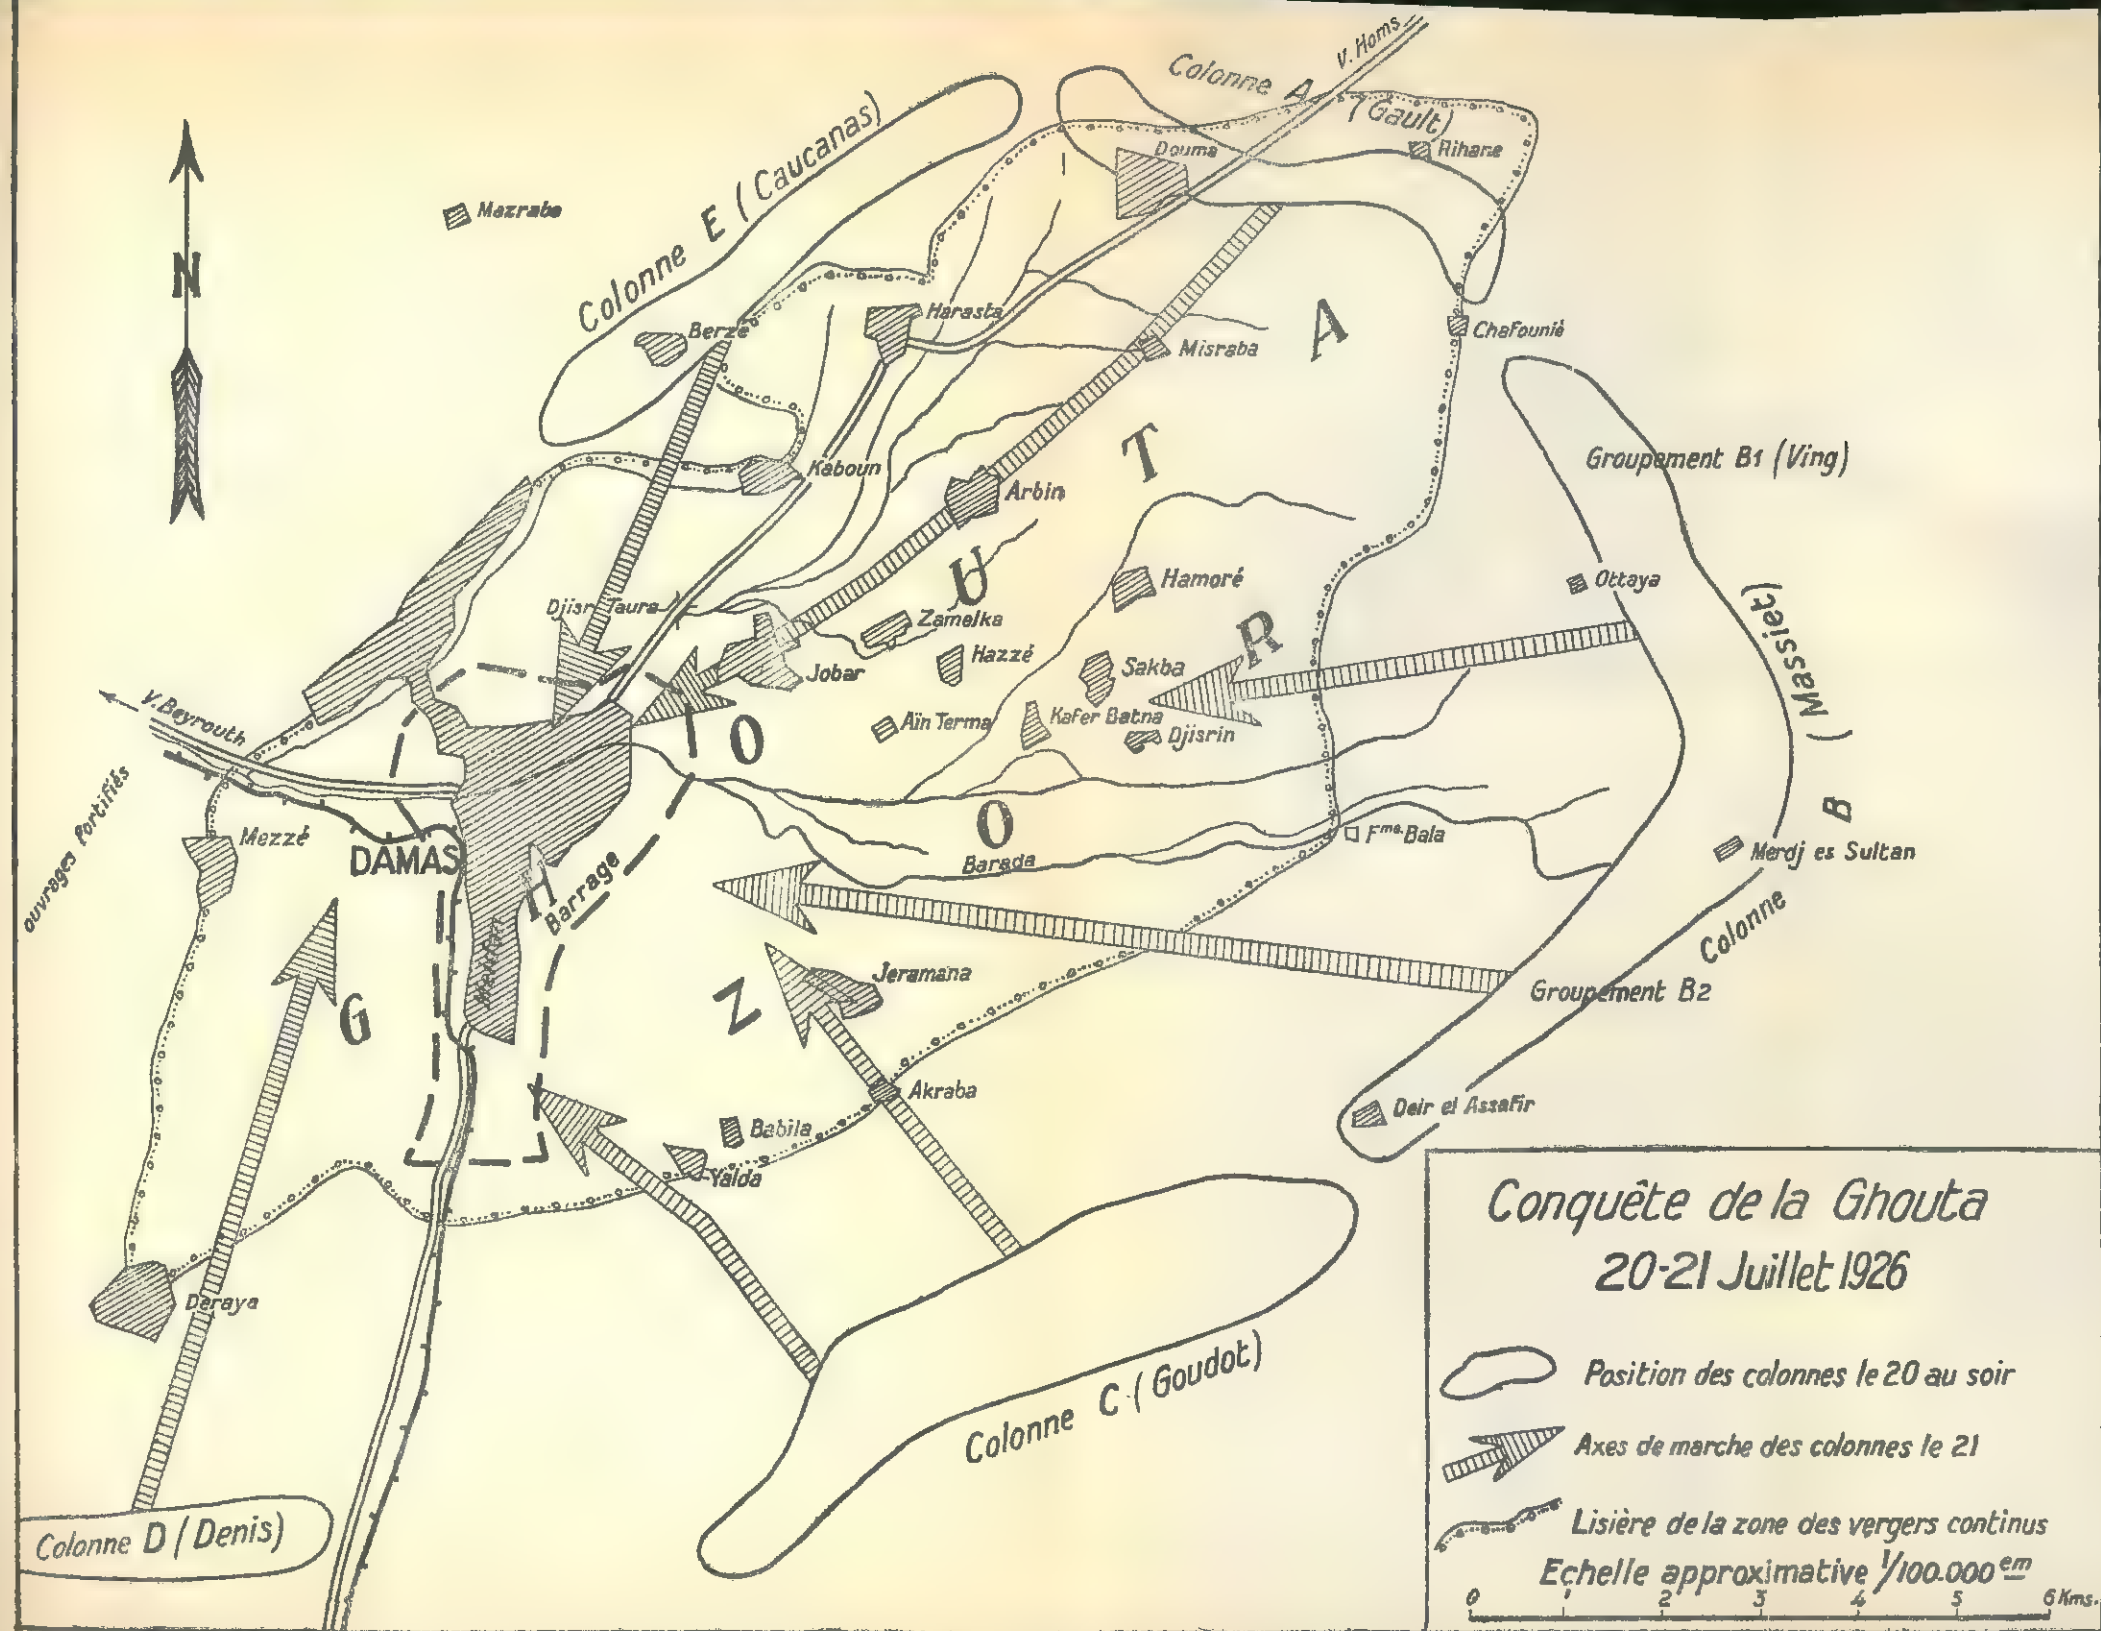 V. Homs
Colonne A (Gault)
Colonne E (Caucanas)
Douma
Rihane
Mazraba
N
Berzé
Harasta
Chafounié
Misraba
A
Groupement B1 (Ving)
Kaboun
T
Arbin
U
Hamoré
Ottaya
Djisr Taura
Zamelka
R
Hazzé
Sakba
Jobar
Colonne B (Massiet)
V. Beyrouth
Aïn Terma
Kafer Batna
Djisrin
O
ouvrages fortifiés
Mezzé
DAMAS
O
Fme Bala
Barada
Merdj es Sultan
H
Barrage
Meidan
Jeramana
Groupement B2
G
Z
Akraba
Babila
Deir el Assafir
Yalda
Deraya
Colonne C (Goudot)
Colonne D (Denis)
Conquête de la Ghouta
20-21 Juillet 1926
Position des colonnes le 20 au soir
Axes de marche des colonnes le 21
Lisière de la zone des vergers continus
Echelle approximative 1/100.000em
0 1 2 3 4 5 6 Kms.